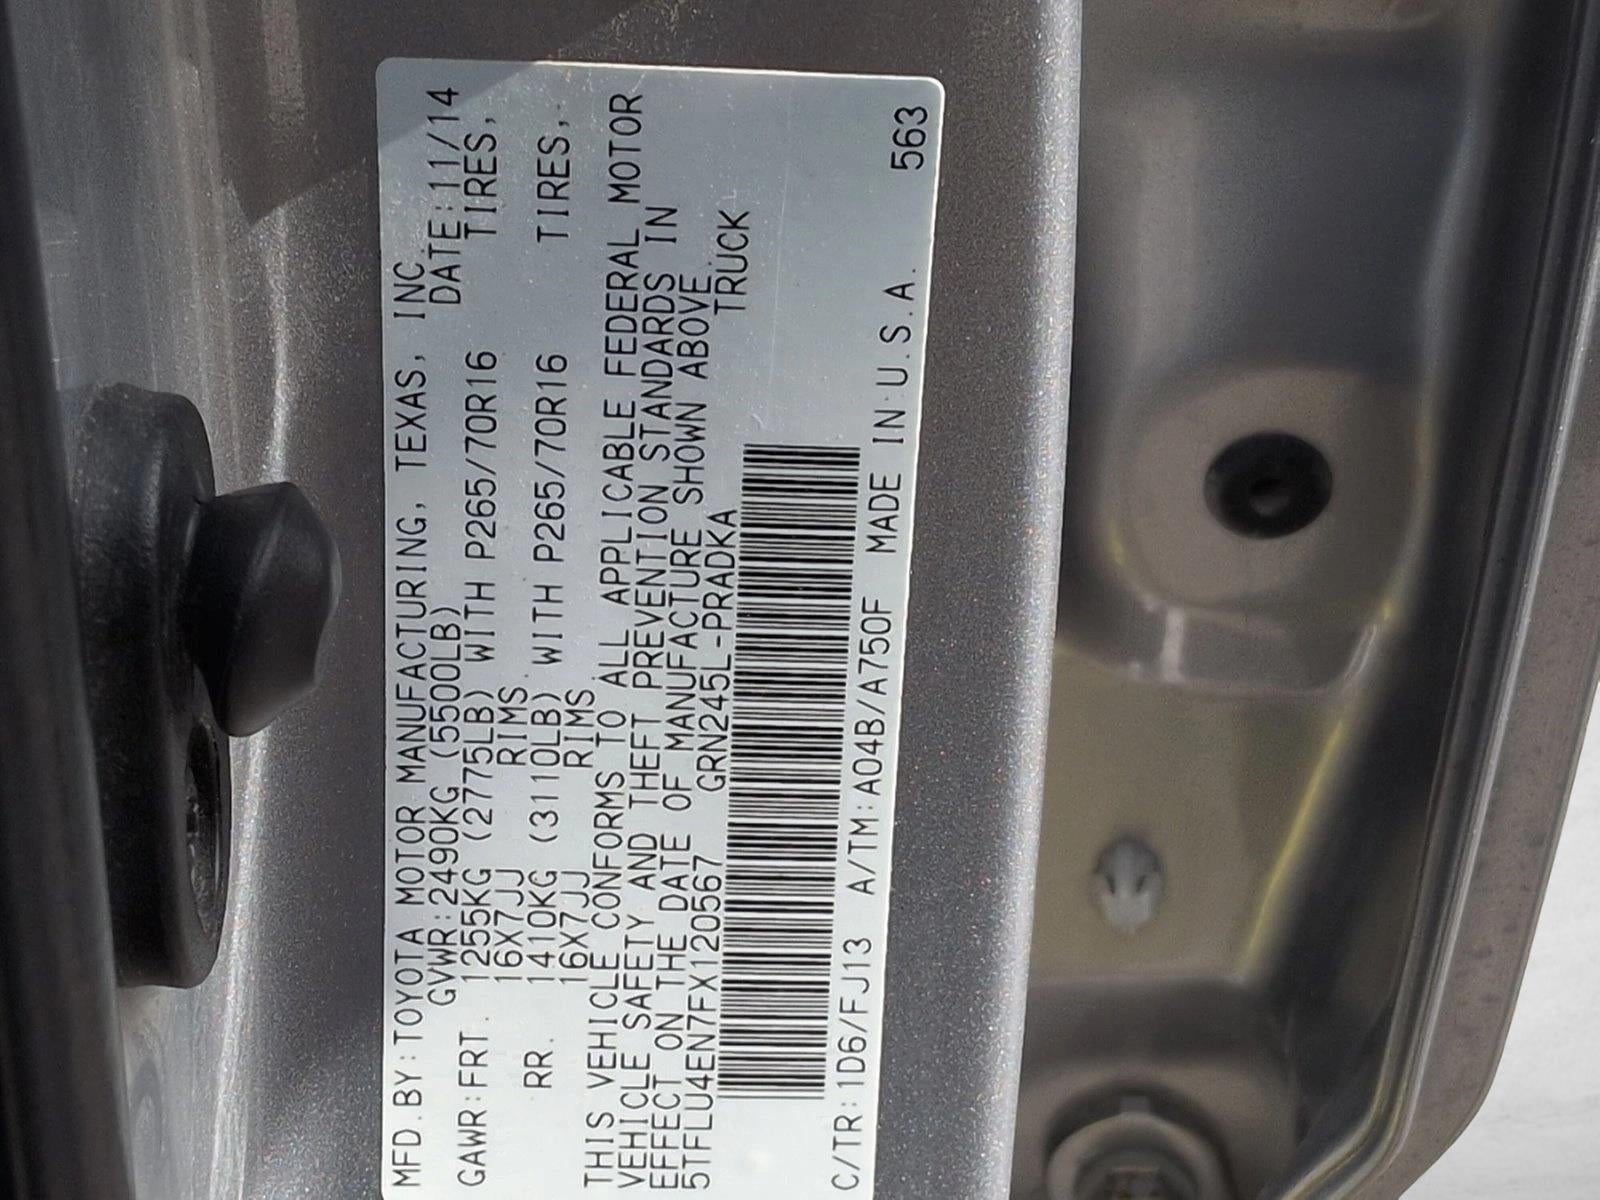 MFD.BY:TOYOTA MOTOR MANUFACTURING, TEXAS, INC.
GVWR:2490KG (5500LB) DATE:11/14
GAWR:FRT. 1255KG (2775LB) WITH P265/70R16 TIRES,
16X7JJ RIMS,
RR. 1410KG (3110LB) WITH P265/70R16 TIRES,
16X7JJ RIMS
THIS VEHICLE CONFORMS TO ALL APPLICABLE FEDERAL MOTOR
VEHICLE SAFETY AND THEFT PREVENTION STANDARDS IN
EFFECT ON THE DATE OF MANUFACTURE SHOWN ABOVE.
5TFLU4EN7FX120567 GRN245L-PRADKA TRUCK
C/TR:1D6/FJ13 A/TM:A04B/A750F MADE IN U.S.A. 563